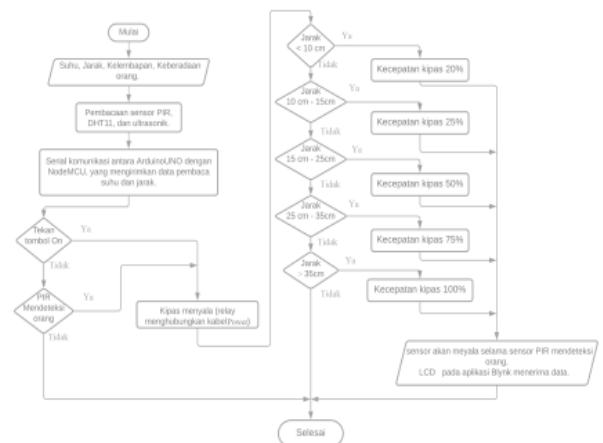 Mulai
Suhu, Jarak, Kelembapan, Keberadaan
orang.
Pembacaan sensor PIR,
DHT11, dan ultrasonik.
Serial komunikasi antara ArduinoUNO dengan
NodeMCU, yang mengirimkan data pembaca
suhu dan jarak.
Tekan
tombol On
Ya
Tidak
PIR
Mendeteksi
orang
Ya
Tidak
Kipas menyala (relay
menghubungkan kabelPower)
Jarak
< 10 cm
Ya
Tidak
Kecepatan kipas 20%
Jarak
10 cm - 15cm
Ya
Tidak
Kecepatan kipas 25%
Jarak
15 cm - 25cm
Ya
Tidak
Kecepatan kipas 50%
Jarak
25 cm - 35cm
Ya
Tidak
Kecepatan kipas 75%
Jarak
> 35cm
Ya
Tidak
Kecepatan kipas 100%
sensor akan meyala selama sensor PIR mendeteksi
orang.
LCD pada aplikasi Blynk menerima data.
Selesai